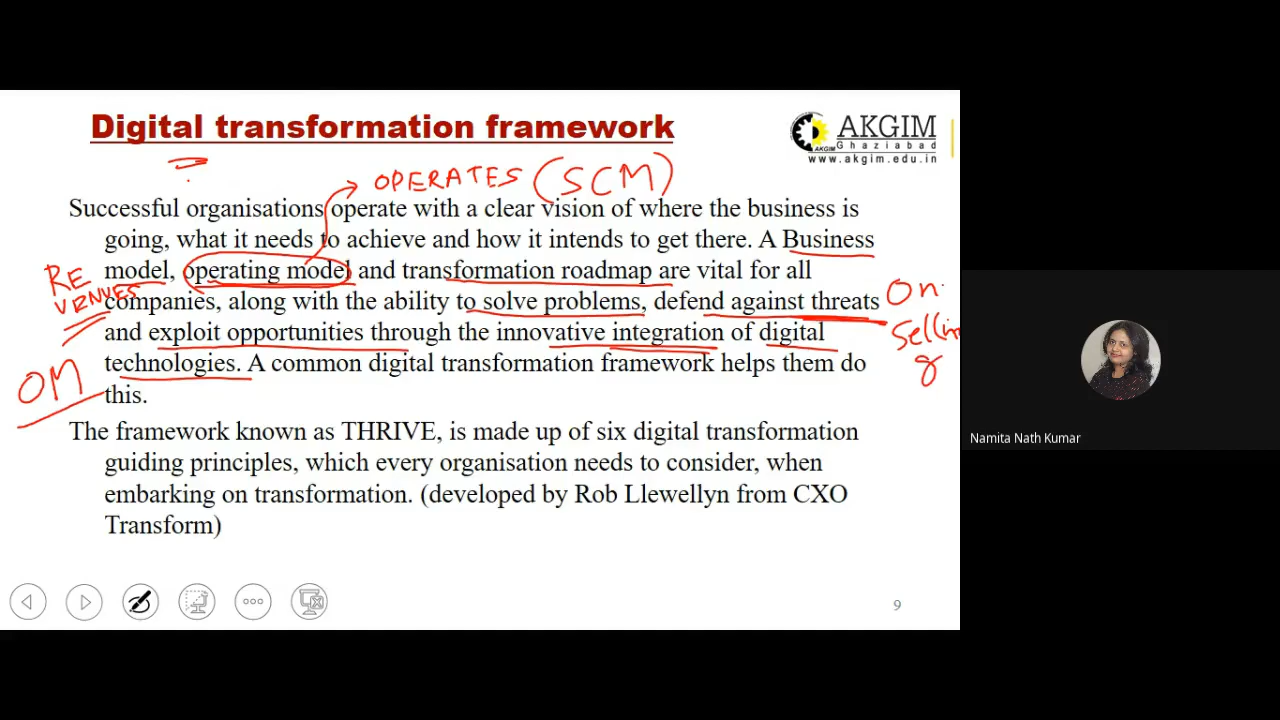 Digital transformation framework
AKGIM
Ghaziabad
AKGIM
www.akgim.edu.in
OPERATES (SCM)
Successful organisations operate with a clear vision of where the business is
going, what it needs to achieve and how it intends to get there. A Business
model, operating model and transformation roadmap are vital for all
RE
VENUES
companies, along with the ability to solve problems, defend against threats
On
and exploit opportunities through the innovative integration of digital
Sellin
g
technologies. A common digital transformation framework helps them do
OM
this.
The framework known as THRIVE, is made up of six digital transformation
guiding principles, which every organisation needs to consider, when
embarking on transformation. (developed by Rob Llewellyn from CXO
Transform)
9
Namita Nath Kumar